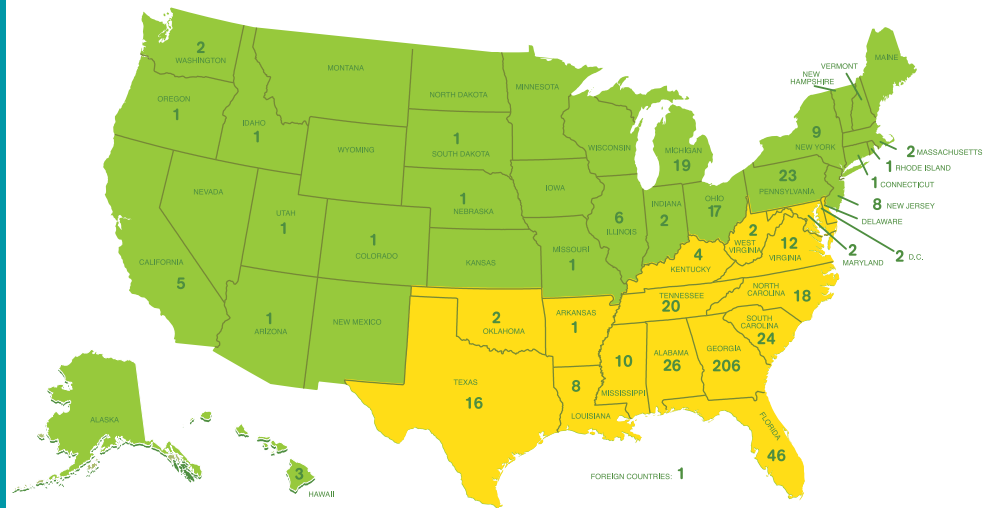 2
WASHINGTON
OREGON
1
IDAHO
1
MONTANA
NORTH DAKOTA
MINNESOTA
1
SOUTH DAKOTA
WYOMING
WISCONSIN
MICHIGAN
19
9
NEW YORK
VERMONT
NEW
HAMPSHIRE
MAINE
2 MASSACHUSETTS
1 RHODE ISLAND
1 CONNECTICUT
8 NEW JERSEY
DELAWARE
2 D.C.
2
MARYLAND
23
PENNSYLVANIA
NEVADA
UTAH
1
1
COLORADO
1
NEBRASKA
IOWA
6
ILLINOIS
INDIANA
2
OHIO
17
CALIFORNIA
5
KANSAS
MISSOURI
1
4
KENTUCKY
2
WEST
VIRGINIA
12
VIRGINIA
1
ARIZONA
NEW MEXICO
2
OKLAHOMA
ARKANSAS
1
TENNESSEE
20
NORTH
CAROLINA 18
SOUTH
CAROLINA
24
TEXAS
16
8
LOUISIANA
10
MISSISSIPPI
ALABAMA
26
GEORGIA
206
FLORIDA
46
ALASKA
3
HAWAII
FOREIGN COUNTRIES: 1